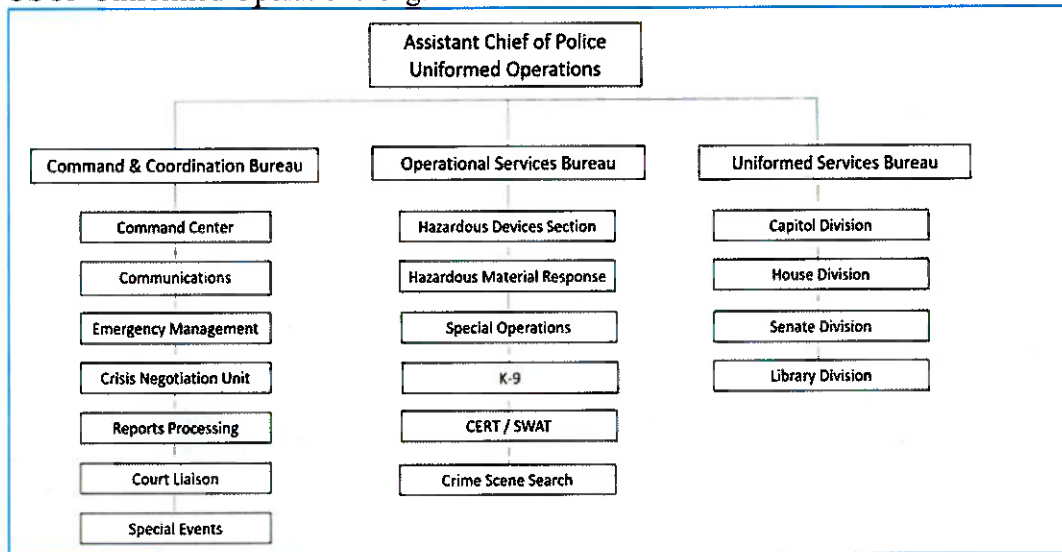 Assistant Chief of Police
Uniformed Operations
Command & Coordination Bureau
Operational Services Bureau
Uniformed Services Bureau
Command Center
Communications
Emergency Management
Crisis Negotiation Unit
Reports Processing
Court Liaison
Special Events
Hazardous Devices Section
Hazardous Material Response
Special Operations
K-9
CERT / SWAT
Crime Scene Search
Capitol Division
House Division
Senate Division
Library Division